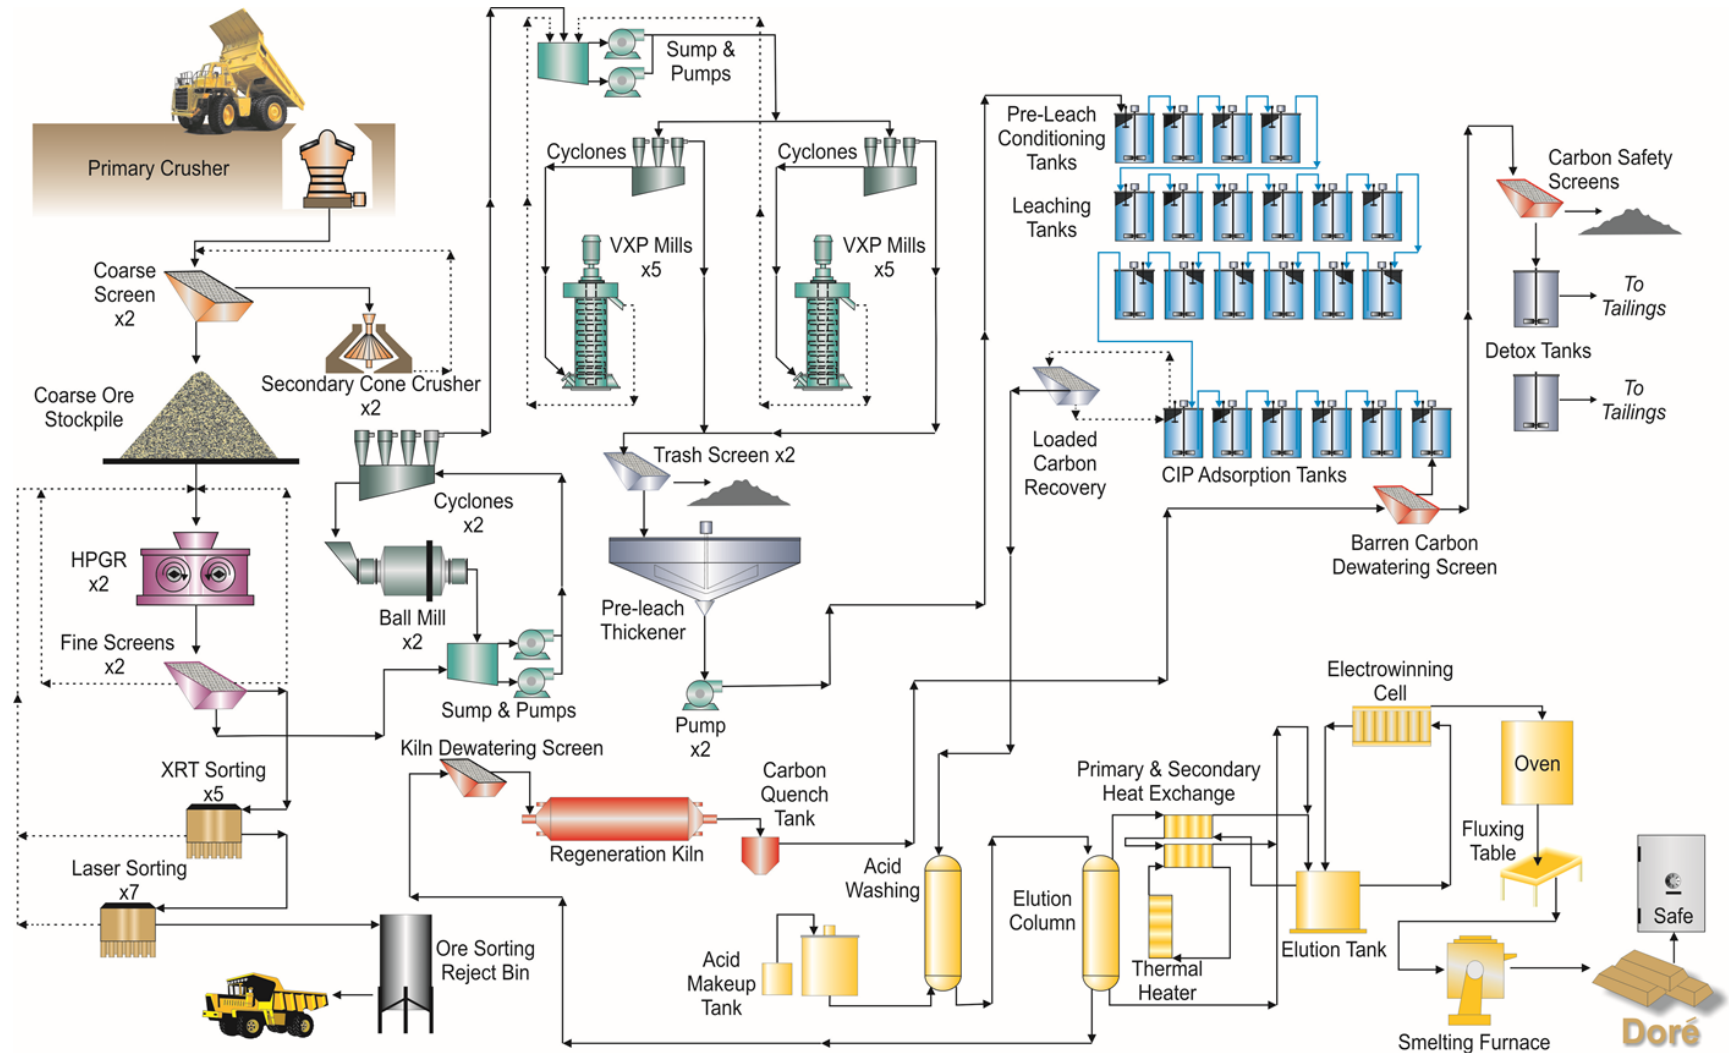 Primary Crusher
Coarse
Screen
x2
Secondary Cone Crusher
x2
Coarse Ore
Stockpile
HPGR
x2
Fine Screens
x2
XRT Sorting
x5
Laser Sorting
x7
Ore Sorting
Reject Bin
Cyclones
x2
Ball Mill
x2
Sump & Pumps
Sump &
Pumps
Cyclones
Cyclones
VXP Mills
x5
VXP Mills
x5
Trash Screen x2
Pre-leach
Thickener
Pump
x2
Pre-Leach
Conditioning
Tanks
Leaching
Tanks
Loaded
Carbon
Recovery
CIP Adsorption Tanks
Barren Carbon
Dewatering Screen
Carbon Safety
Screens
To
Tailings
Detox Tanks
To
Tailings
Kiln Dewatering Screen
Regeneration Kiln
Carbon
Quench
Tank
Acid
Washing
Acid
Makeup
Tank
Elution
Column
Primary & Secondary
Heat Exchange
Thermal
Heater
Elution Tank
Electrowinning
Cell
Oven
Fluxing
Table
Smelting Furnace
Safe
Doré